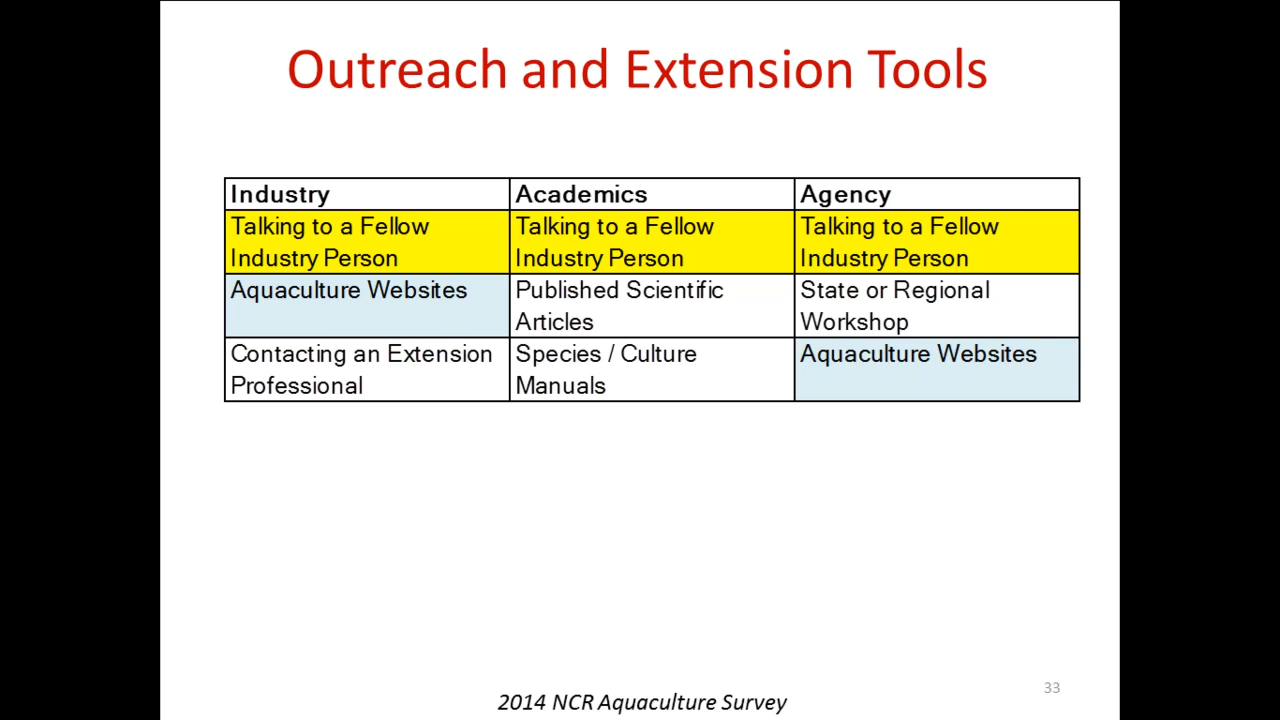 Outreach and Extension Tools
Industry Academics Agency
Talking to a Fellow Talking to a Fellow Talking to a Fellow
Industry Person Industry Person Industry Person
Aquaculture Websites Published Scientific State or Regional
Articles Workshop
Contacting an Extension Species / Culture Aquaculture Websites
Professional Manuals
33
2014 NCR Aquaculture Survey